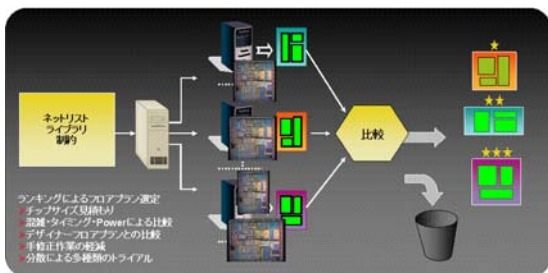 ネットリスト
ライブラリ
制約
比較
ランキングによるフロアプラン選定
チップサイズ見積わり
混雑・タイミング・Powerによる比較
デザイナーフロアプランとの比較
手修正作業の軽減
分散による多種類のトライアル